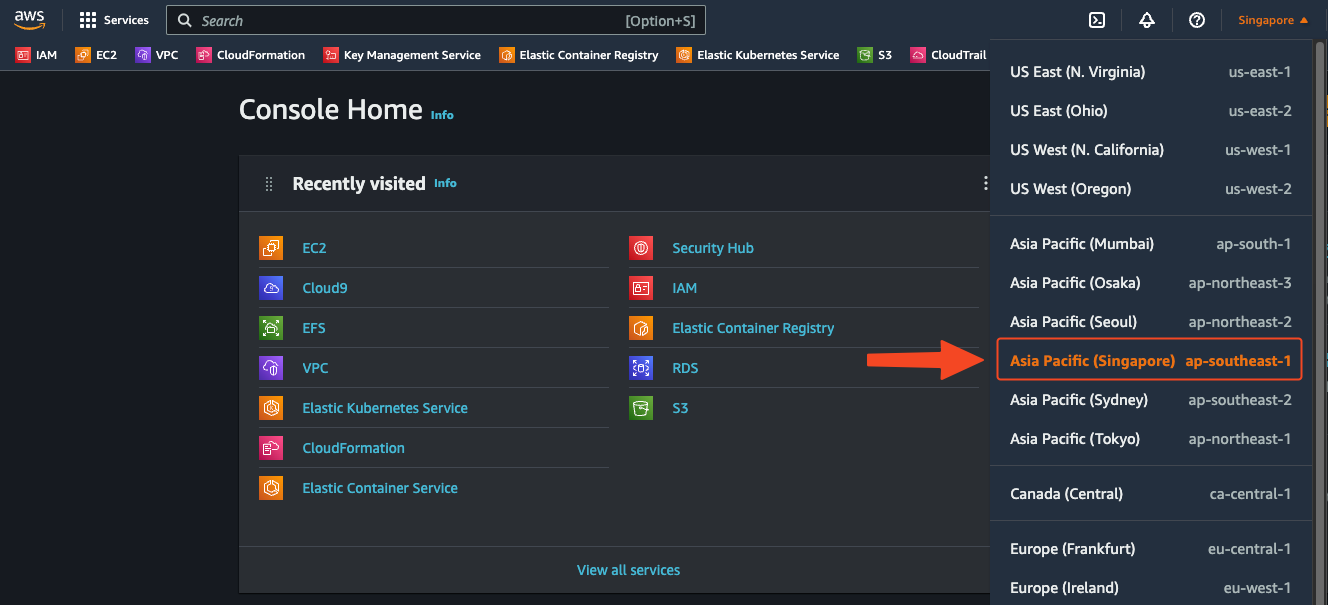 aws Services Search [Option+S] Singapore
IAM EC2 VPC CloudFormation Key Management Service Elastic Container Registry Elastic Kubernetes Service S3 CloudTrail
Console Home Info
Recently visited Info
EC2
Cloud9
EFS
VPC
Elastic Kubernetes Service
CloudFormation
Elastic Container Service
Security Hub
IAM
Elastic Container Registry
RDS
S3
View all services
US East (N. Virginia) us-east-1
US East (Ohio) us-east-2
US West (N. California) us-west-1
US West (Oregon) us-west-2
Asia Pacific (Mumbai) ap-south-1
Asia Pacific (Osaka) ap-northeast-3
Asia Pacific (Seoul) ap-northeast-2
Asia Pacific (Singapore) ap-southeast-1
Asia Pacific (Sydney) ap-southeast-2
Asia Pacific (Tokyo) ap-northeast-1
Canada (Central) ca-central-1
Europe (Frankfurt) eu-central-1
Europe (Ireland) eu-west-1